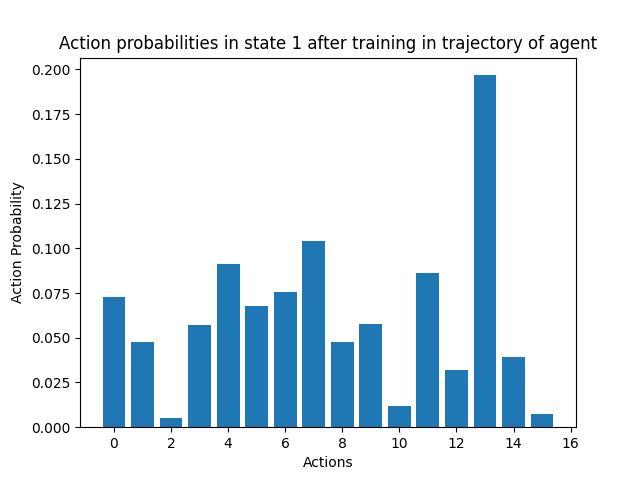 Action probabilities in state 1 after training in trajectory of agent
0.200
0.175
0.150
0.125
0.100
0.075
0.050
0.025
0.000
Action Probability
0 2 4 6 8 10 12 14 16
Actions